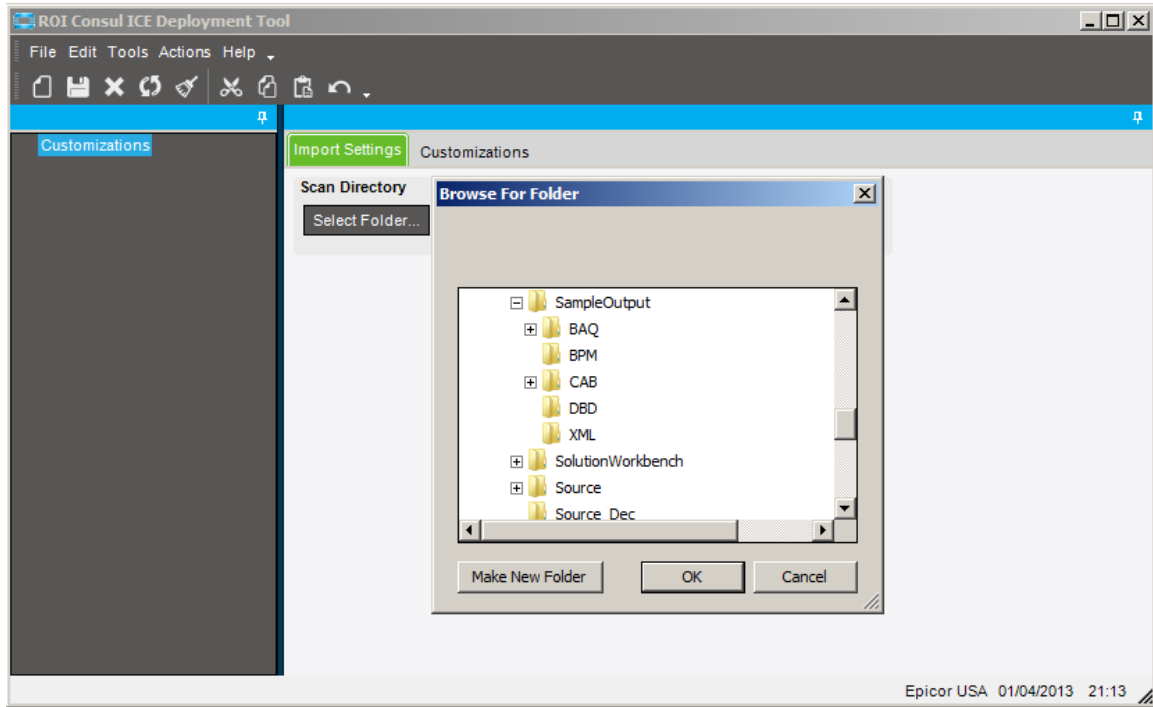 ROI Consul ICE Deployment Tool
File Edit Tools Actions Help
Customizations
Import Settings Customizations
Scan Directory
Select Folder...
Browse For Folder
SampleOutput
BAQ
BPM
CAB
DBD
XML
SolutionWorkbench
Source
Source_Dec
Make New Folder OK Cancel
Epicor USA 01/04/2013 21:13